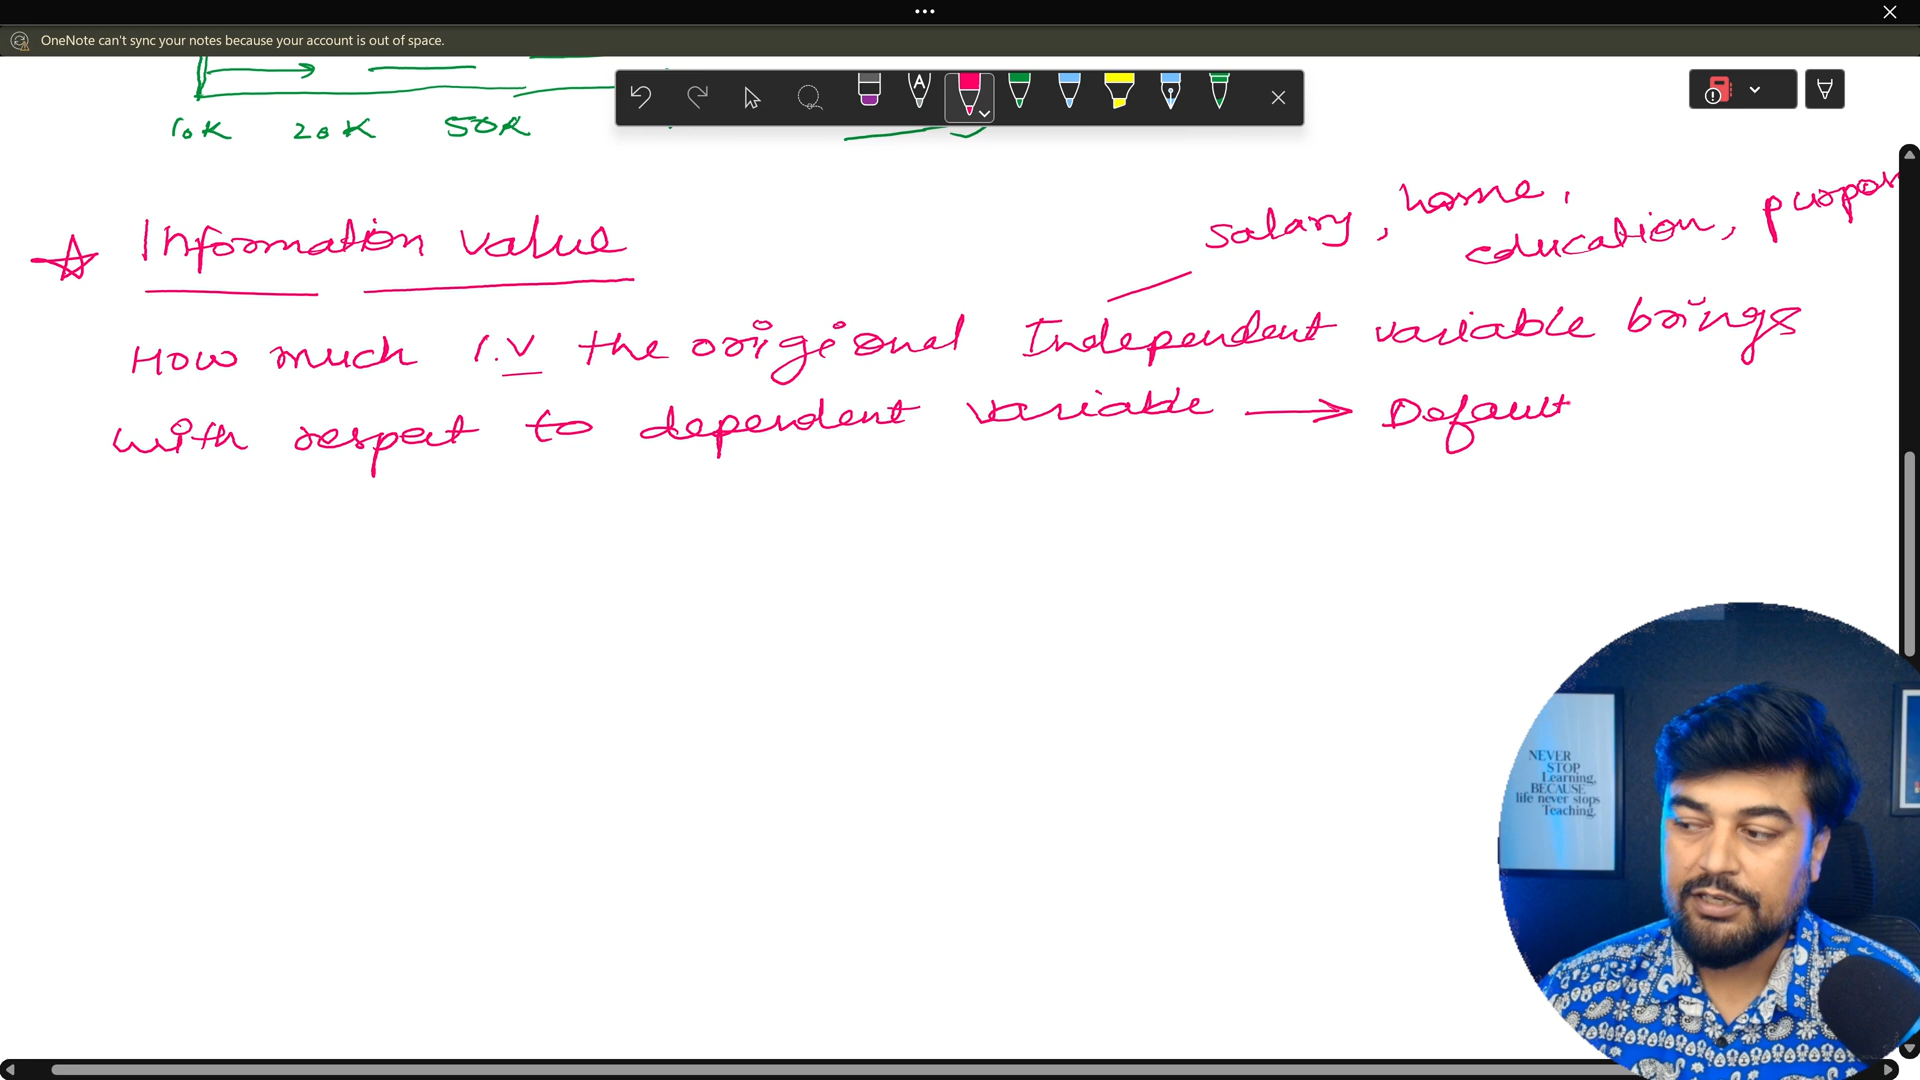 OneNote can't sync your notes because your account is out of space.
10K 20K 50K
salary, home,
education, purpos
Information value
How much I.V the origional Independent variable brings
with respect to dependent variable → Default
NEVER
STOP
Learning,
BECAUSE
life never stops
Teaching.